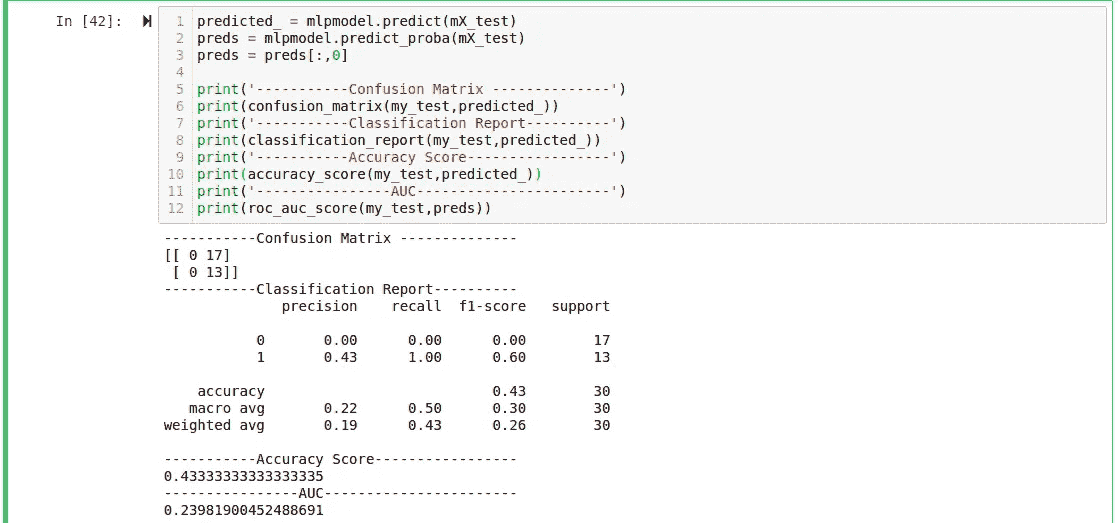 In [42]:
1 predicted_ = mlpmodel.predict(mX_test)
2 preds = mlpmodel.predict_proba(mX_test)
3 preds = preds[:,0]
4
5 print('-----------Confusion Matrix --------------')
6 print(confusion_matrix(my_test,predicted_))
7 print('-----------Classification Report----------')
8 print(classification_report(my_test,predicted_))
9 print('-----------Accuracy Score-----------------')
10 print(accuracy_score(my_test,predicted_))
11 print('----------------AUC-----------------------')
12 print(roc_auc_score(my_test,preds))
-----------Confusion Matrix --------------
[[ 0 17]
 [ 0 13]]
-----------Classification Report----------
              precision    recall  f1-score   support

           0       0.00      0.00      0.00        17
           1       0.43      1.00      0.60        13

    accuracy                           0.43        30
   macro avg       0.22      0.50      0.30        30
weighted avg       0.19      0.43      0.26        30

-----------Accuracy Score-----------------
0.43333333333333335
----------------AUC-----------------------
0.23981900452488691